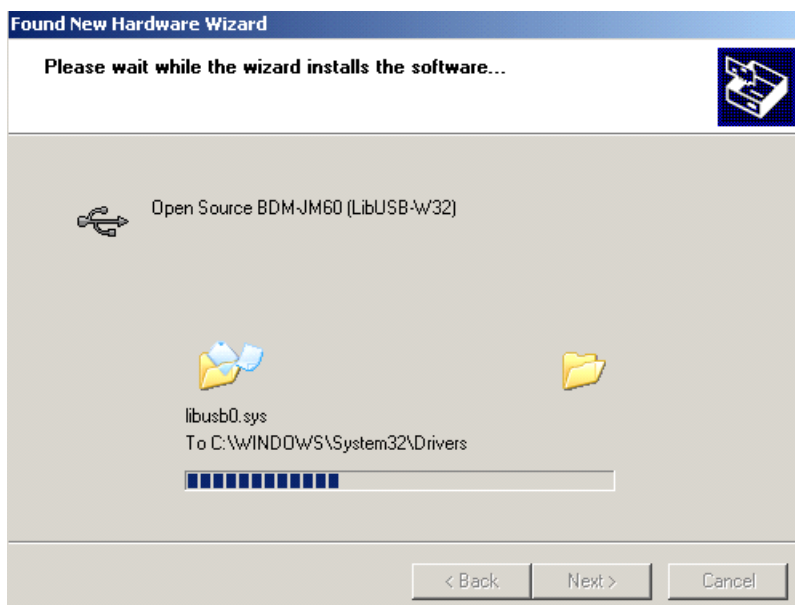 Found New Hardware Wizard
Please wait while the wizard installs the software...
Open Source BDM-JM60 (LibUSB-W32)
libusb0.sys
To C:\WINDOWS\System32\Drivers
< Back
Next >
Cancel